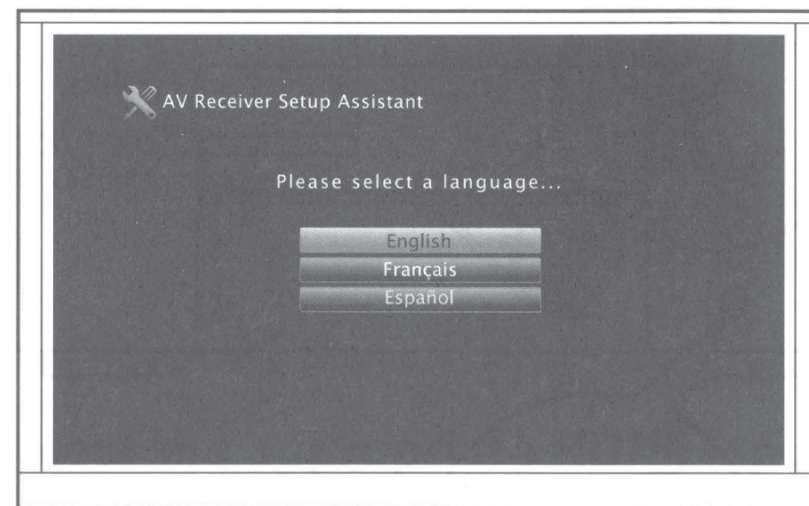 AV Receiver Setup Assistant
Please select a language...
English
Français
Español